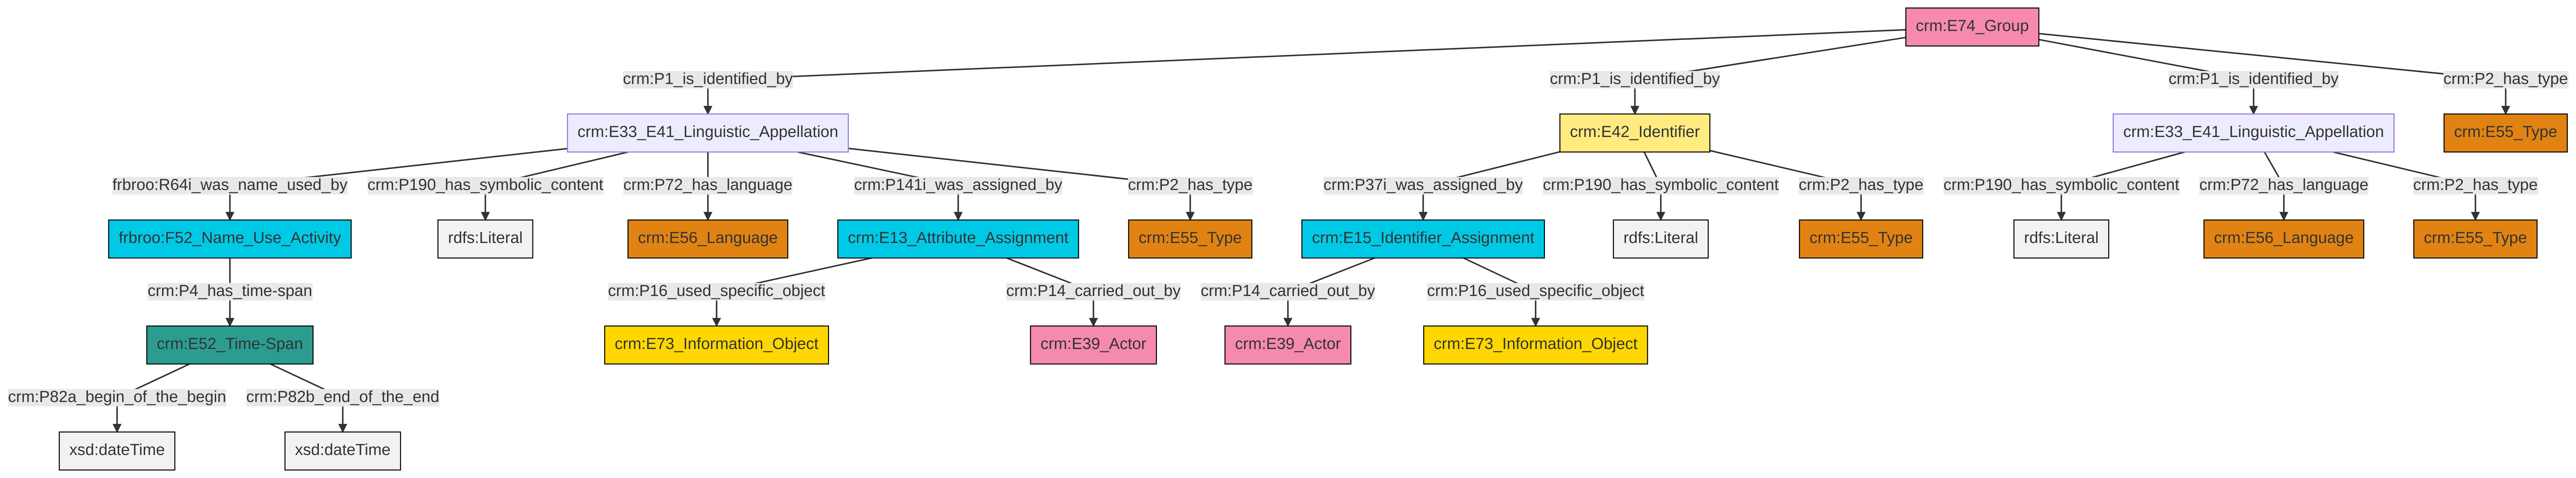 crm:E74_Group
crm:P1_is_identified_by
crm:P1_is_identified_by
crm:P1_is_identified_by
crm:P2_has_type
crm:E33_E41_Linguistic_Appellation
crm:E42_Identifier
crm:E33_E41_Linguistic_Appellation
crm:E55_Type
frbroo:R64i_was_name_used_by
crm:P190_has_symbolic_content
crm:P72_has_language
crm:P141i_was_assigned_by
crm:P2_has_type
crm:P37i_was_assigned_by
crm:P190_has_symbolic_content
crm:P2_has_type
crm:P190_has_symbolic_content
crm:P72_has_language
crm:P2_has_type
frbroo:F52_Name_Use_Activity
rdfs:Literal
crm:E56_Language
crm:E13_Attribute_Assignment
crm:E55_Type
crm:E15_Identifier_Assignment
rdfs:Literal
crm:E55_Type
rdfs:Literal
crm:E56_Language
crm:E55_Type
crm:P4_has_time-span
crm:P16_used_specific_object
crm:P14_carried_out_by
crm:P14_carried_out_by
crm:P16_used_specific_object
crm:E52_Time-Span
crm:E73_Information_Object
crm:E39_Actor
crm:E39_Actor
crm:E73_Information_Object
crm:P82a_begin_of_the_begin
crm:P82b_end_of_the_end
xsd:dateTime
xsd:dateTime